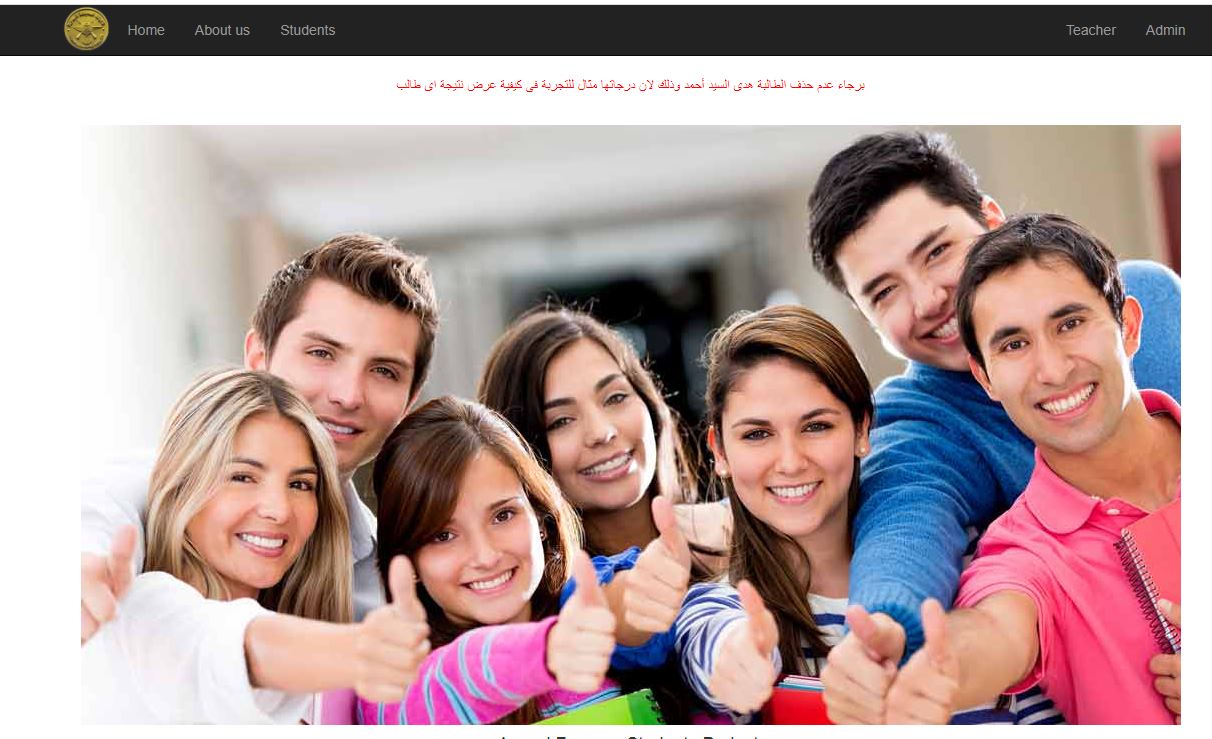 Home About us Students Teacher Admin
برجاء عدم حذف الطالبة هدى السيد أحمد وذلك لان درجاتها مثال للتجربة فى كيفية عرض نتيجة اى طالب